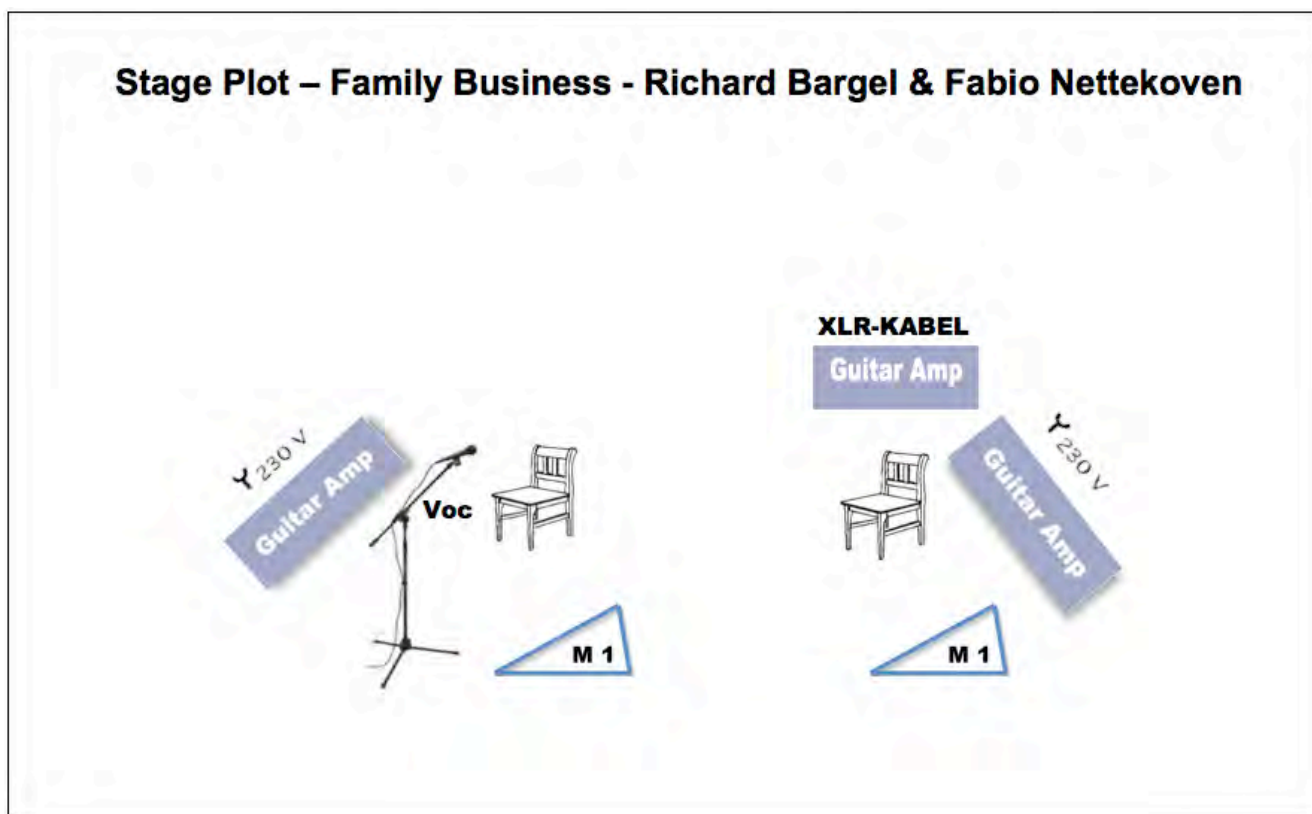 Stage Plot – Family Business - Richard Bargel & Fabio Nettekoven
XLR-KABEL
Guitar Amp
230 V
Guitar Amp
Voc
230 V
Guitar Amp
M 1
M 1